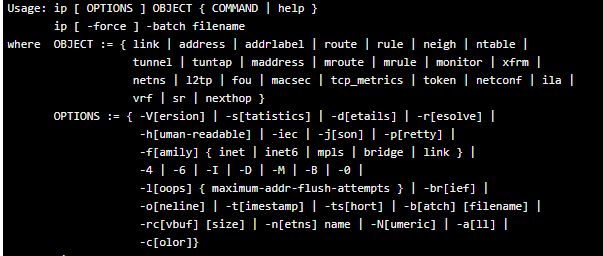 Usage: ip [ OPTIONS ] OBJECT { COMMAND | help }
       ip [ -force ] -batch filename
where  OBJECT := { link | address | addrlabel | route | rule | neigh | ntable |
                   tunnel | tuntap | maddress | mroute | mrule | monitor | xfrm |
                   netns | l2tp | fou | macsec | tcp_metrics | token | netconf | ila |
                   vrf | sr | nexthop }
       OPTIONS := { -V[ersion] | -s[tatistics] | -d[etails] | -r[esolve] |
                    -h[uman-readable] | -iec | -j[son] | -p[retty] |
                    -f[amily] { inet | inet6 | mpls | bridge | link } |
                    -4 | -6 | -I | -D | -M | -B | -0 |
                    -l[oops] { maximum-addr-flush-attempts } | -br[ief] |
                    -o[neline] | -t[imestamp] | -ts[hort] | -b[atch] [filename] |
                    -rc[vbuf] [size] | -n[etns] name | -N[umeric] | -a[ll] |
                    -c[olor]}